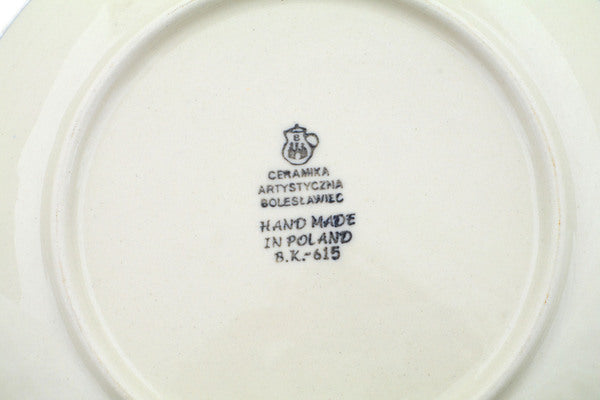 B
CERAMIKA
ARTYSTYCZNA
BOLESŁAWIEC
HAND MADE
IN POLAND
B.K.-615